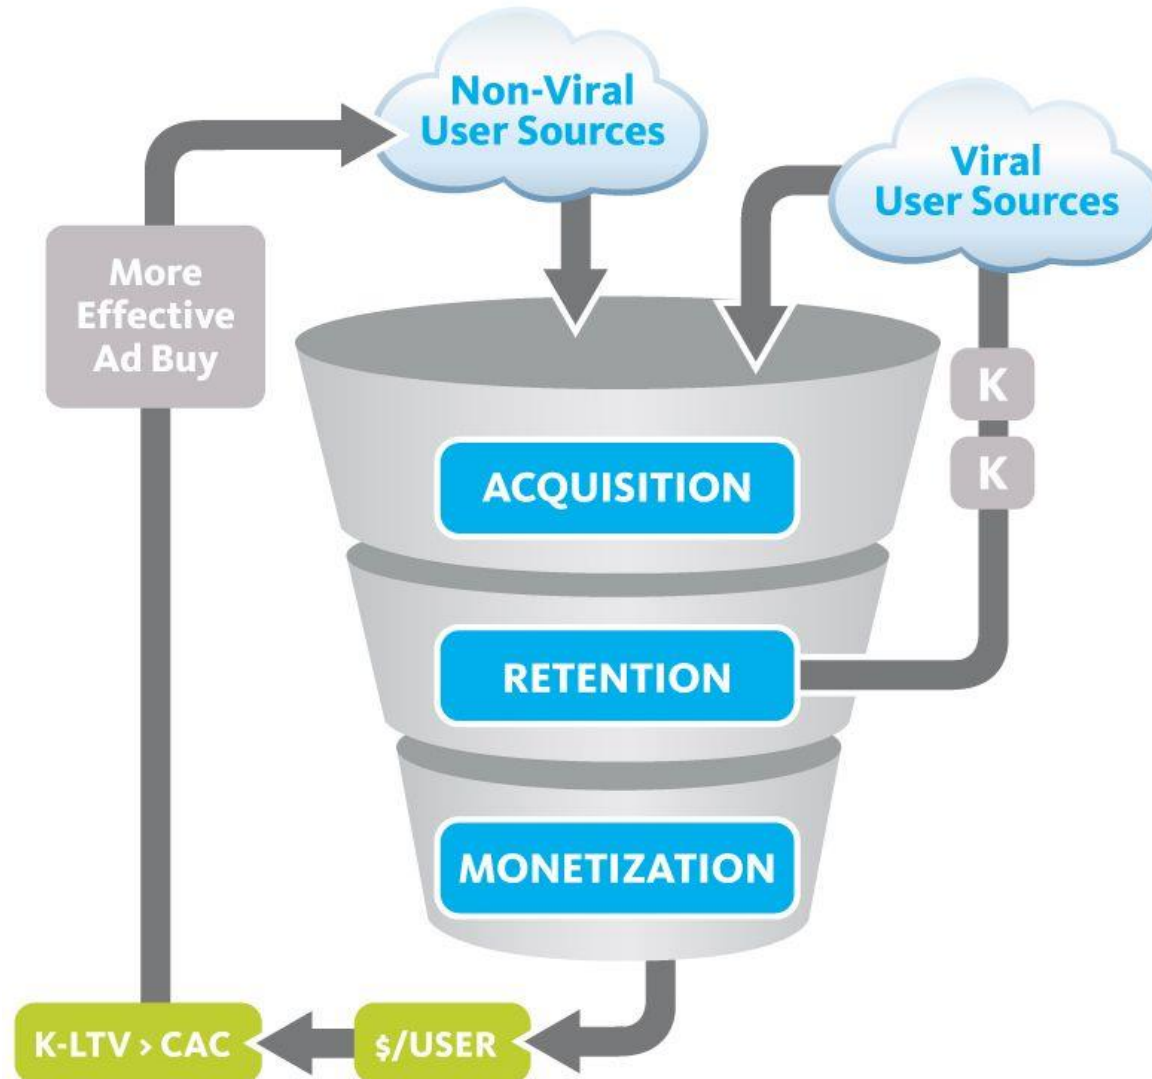 Non-Viral
User Sources
Viral
User Sources
More
Effective
Ad Buy
K
K
ACQUISITION
RETENTION
MONETIZATION
K-LTV > CAC
$/USER